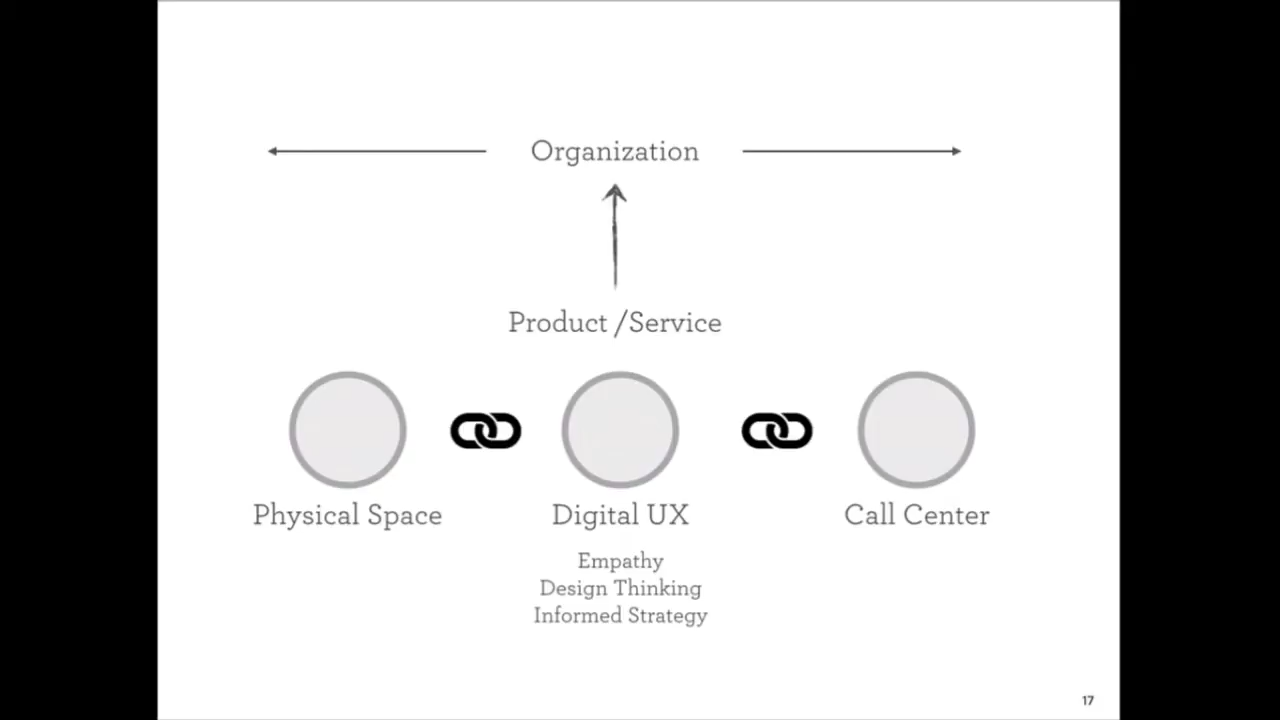 Organization
Product /Service
Physical Space
Digital UX
Call Center
Empathy
Design Thinking
Informed Strategy
17